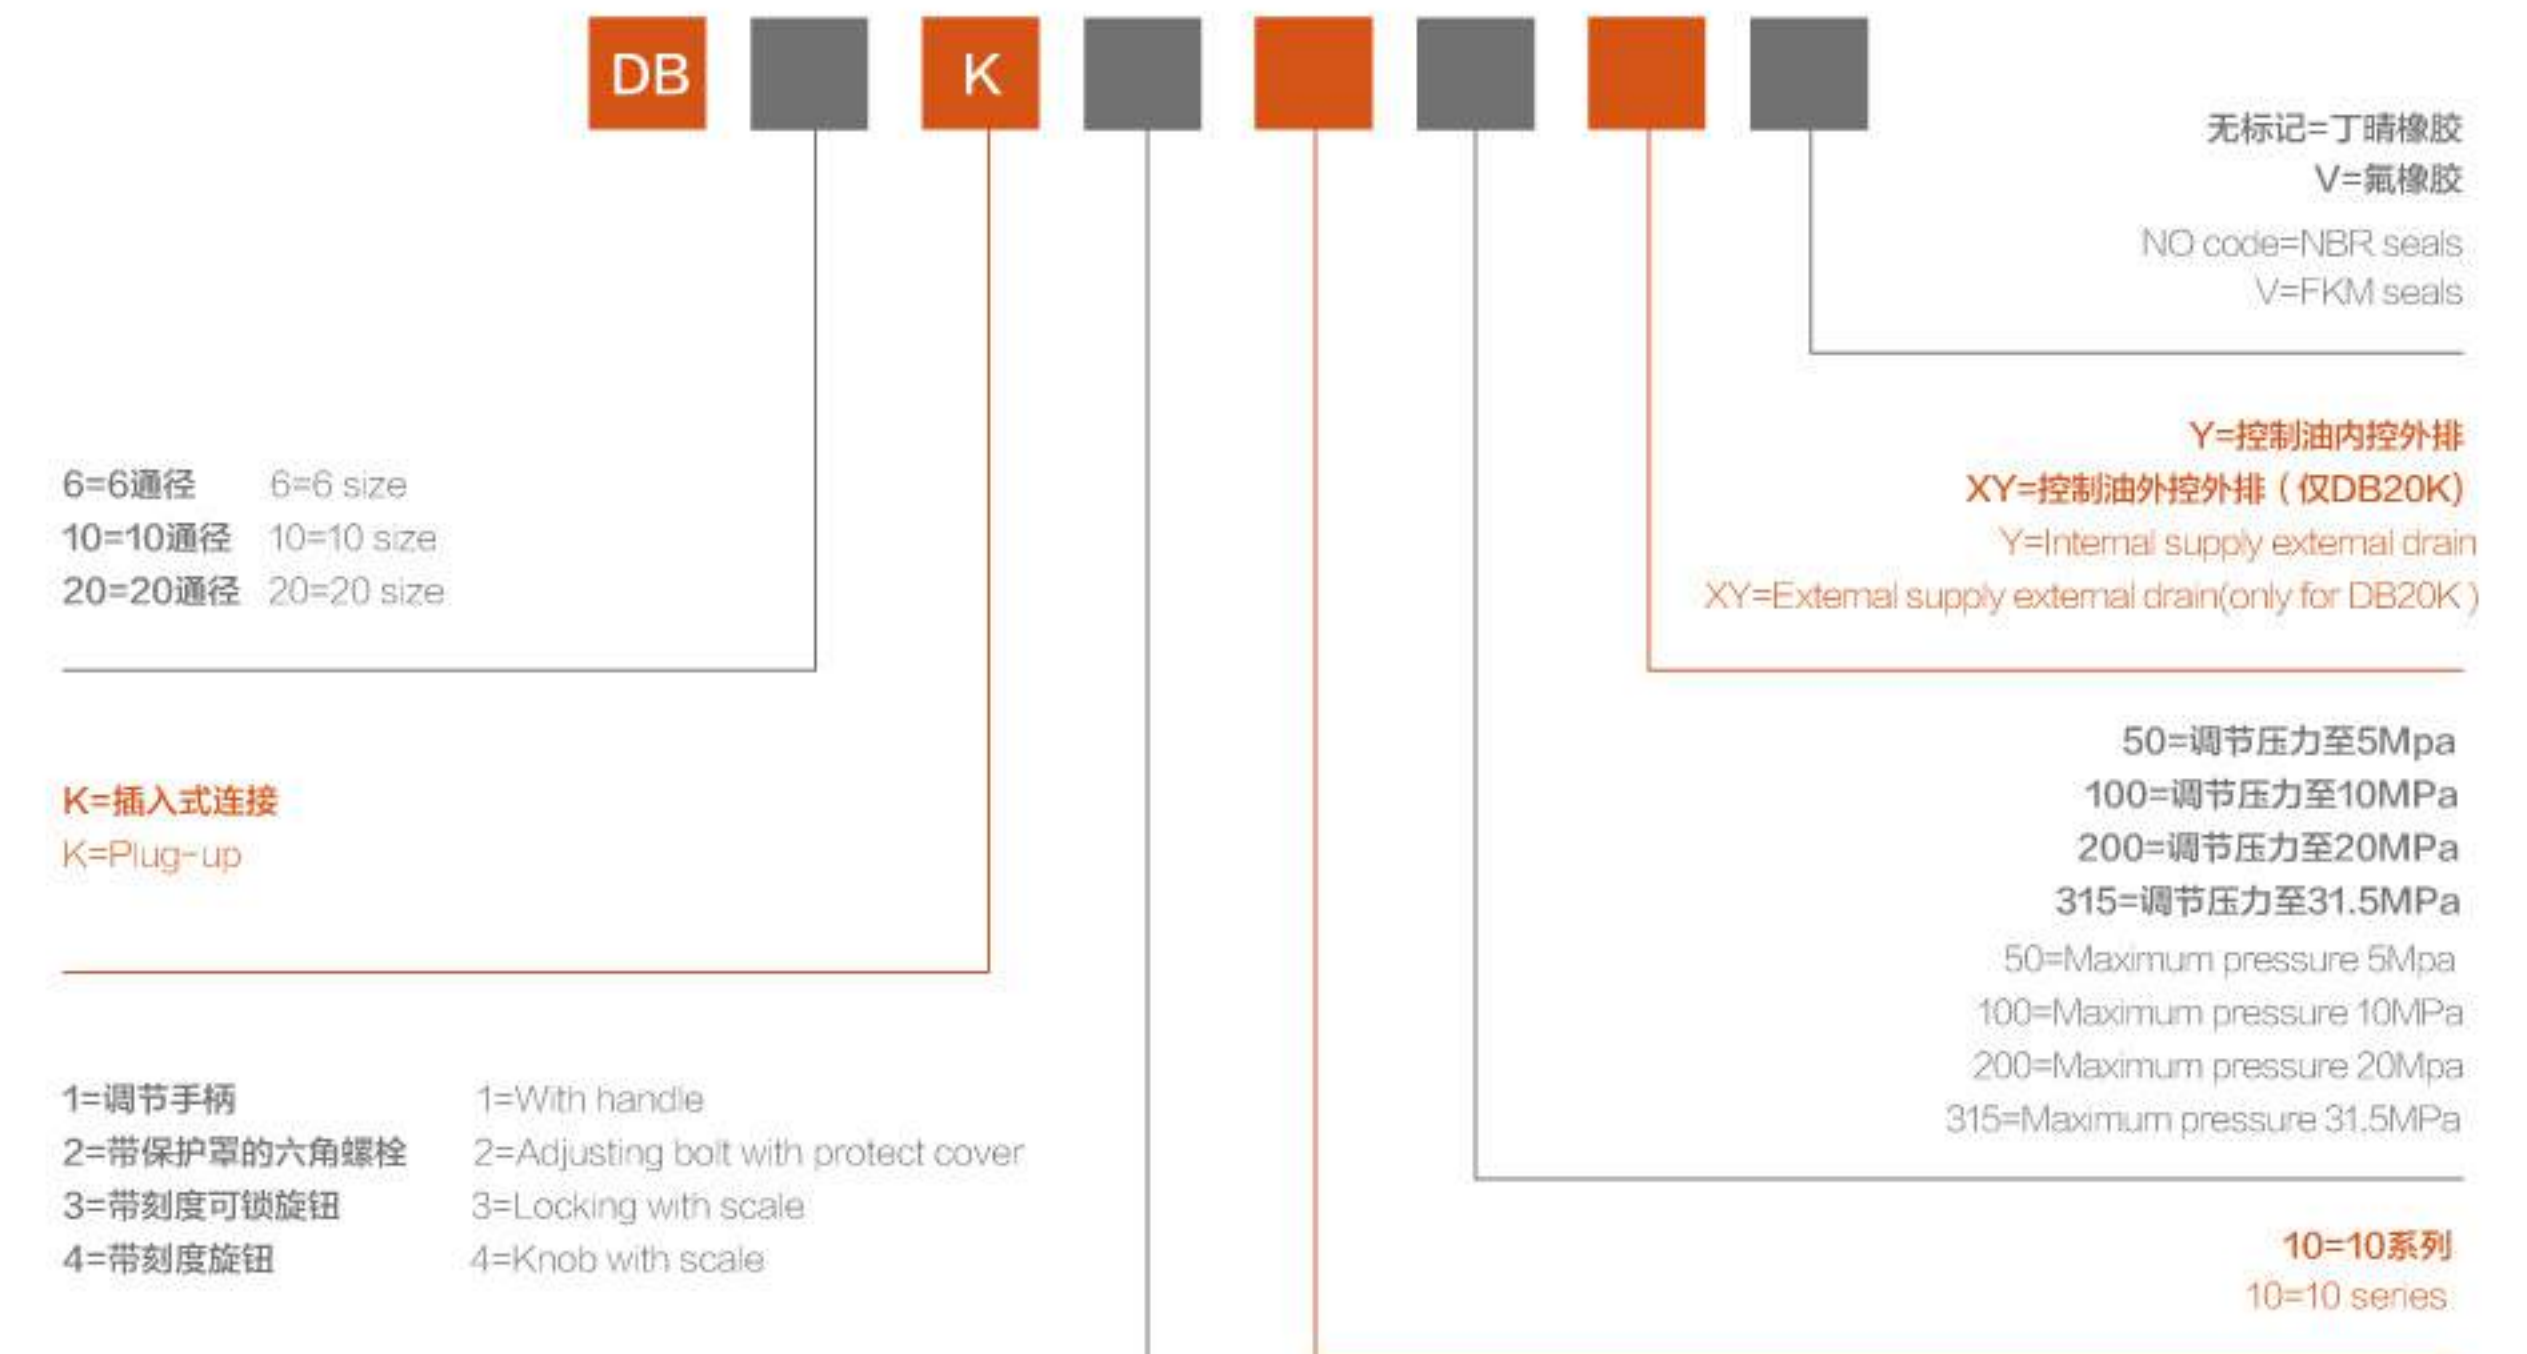 DB K
无标记=丁晴橡胶
V=氟橡胶
NO code=NBR seals
V=FKM seals
Y=控制油内控外排
XY=控制油外控外排（仅DB20K)
Y=Internal supply external drain
XY=External supply external drain(only for DB20K )
6=6通径 6=6 size
10=10通径 10=10 size
20=20通径 20=20 size
50=调节压力至5Mpa
100=调节压力至10MPa
200=调节压力至20MPa
315=调节压力至31.5MPa
50=Maximum pressure 5Mpa
100=Maximum pressure 10MPa
200=Maximum pressure 20Mpa
315=Maximum pressure 31.5MPa
K=插入式连接
K=Plug-up
1=调节手柄 1=With handle
2=带保护罩的六角螺栓 2=Adjusting bolt with protect cover
3=带刻度可锁旋钮 3=Locking with scale
4=带刻度旋钮 4=Knob with scale
10=10系列
10=10 series